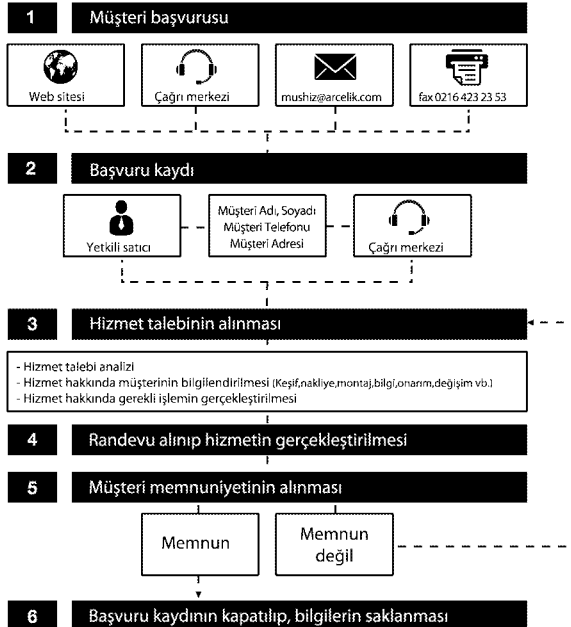 1 Müşteri başvurusu
Web sitesi
Çağrı merkezi
mushiz@arcelik.com
fax 0216 423 23 53
2 Başvuru kaydı
Yetkili satıcı
Müşteri Adı, Soyadı
Müşteri Telefonu
Müşteri Adresi
Çağrı merkezi
3 Hizmet talebinin alınması
- Hizmet talebi analizi
- Hizmet hakkında müşterinin bilgilendirilmesi (Keşif,nakliye,montaj,bilgi,onarım,değişim vb.)
- Hizmet hakkında gerekli işlemin gerçekleştirilmesi
4 Randevu alınıp hizmetin gerçekleştirilmesi
5 Müşteri memnuniyetinin alınması
Memnun
Memnun
değil
6 Başvuru kaydının kapatılıp, bilgilerin saklanması